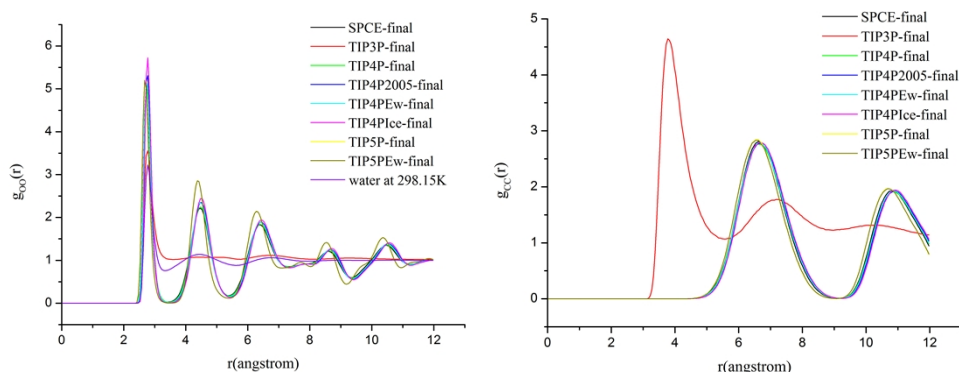 SPCE-final
TIP3P-final
TIP4P-final
TIP4P2005-final
TIP4PEw-final
TIP4PIce-final
TIP5P-final
TIP5PEw-final
water at 298.15K
6
5
4
3
2
1
0
gOO(r)
0 2 4 6 8 10 12
r(angstrom)
SPCE-final
TIP3P-final
TIP4P-final
TIP4P2005-final
TIP4PEw-final
TIP4PIce-final
TIP5P-final
TIP5PEw-final
5
4
3
2
1
0
gCC(r)
0 2 4 6 8 10 12
r(angstrom)